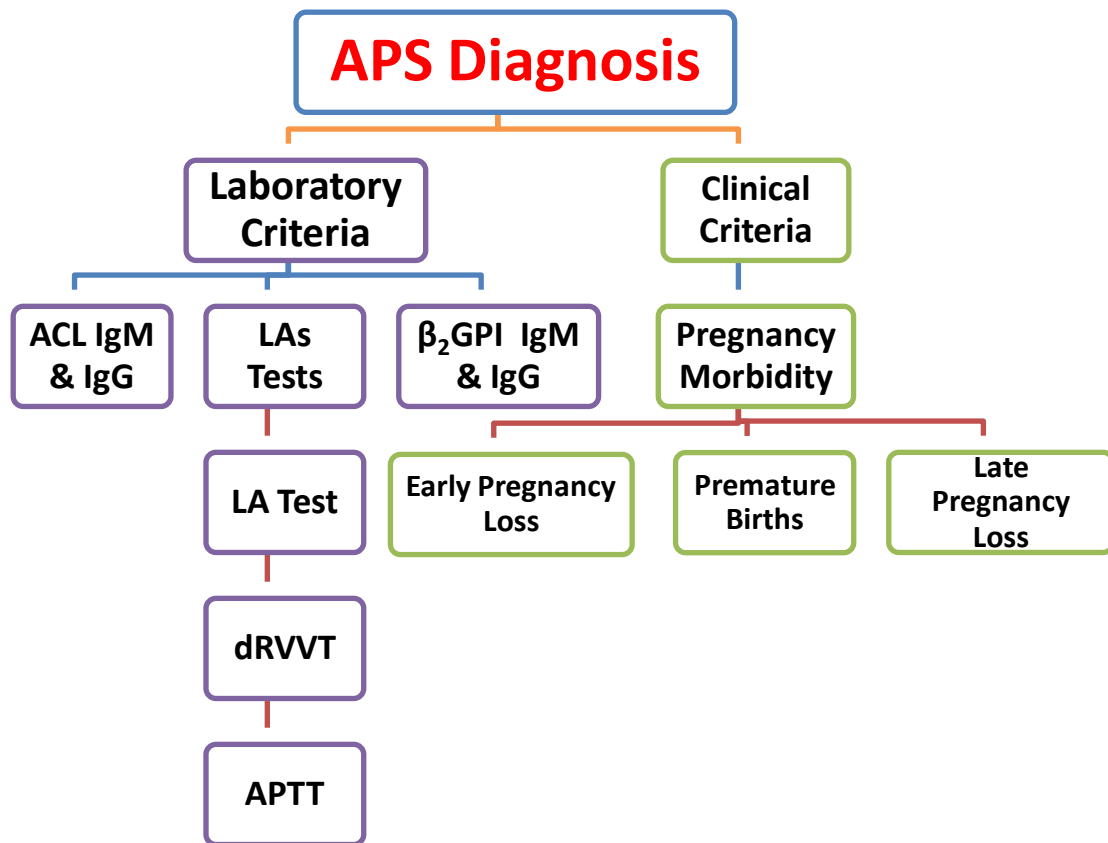 APS Diagnosis
Laboratory
Criteria
Clinical
Criteria
ACL IgM
& IgG
LAs
Tests
β₂GPI IgM
& IgG
Pregnancy
Morbidity
LA Test
Early Pregnancy
Loss
Premature
Births
Late
Pregnancy
Loss
dRVVT
APTT